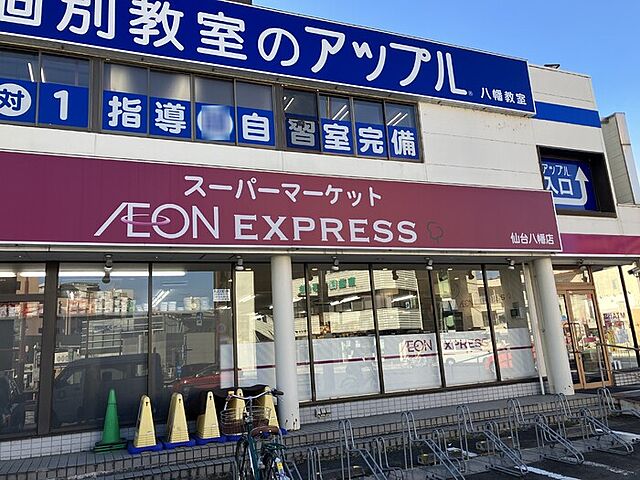 個別教室のアップル 八幡教室
対1指導 自習室完備
アップル
入口
スーパーマーケット
ÆON EXPRESS
仙台八幡店
ÆON EXPRESS